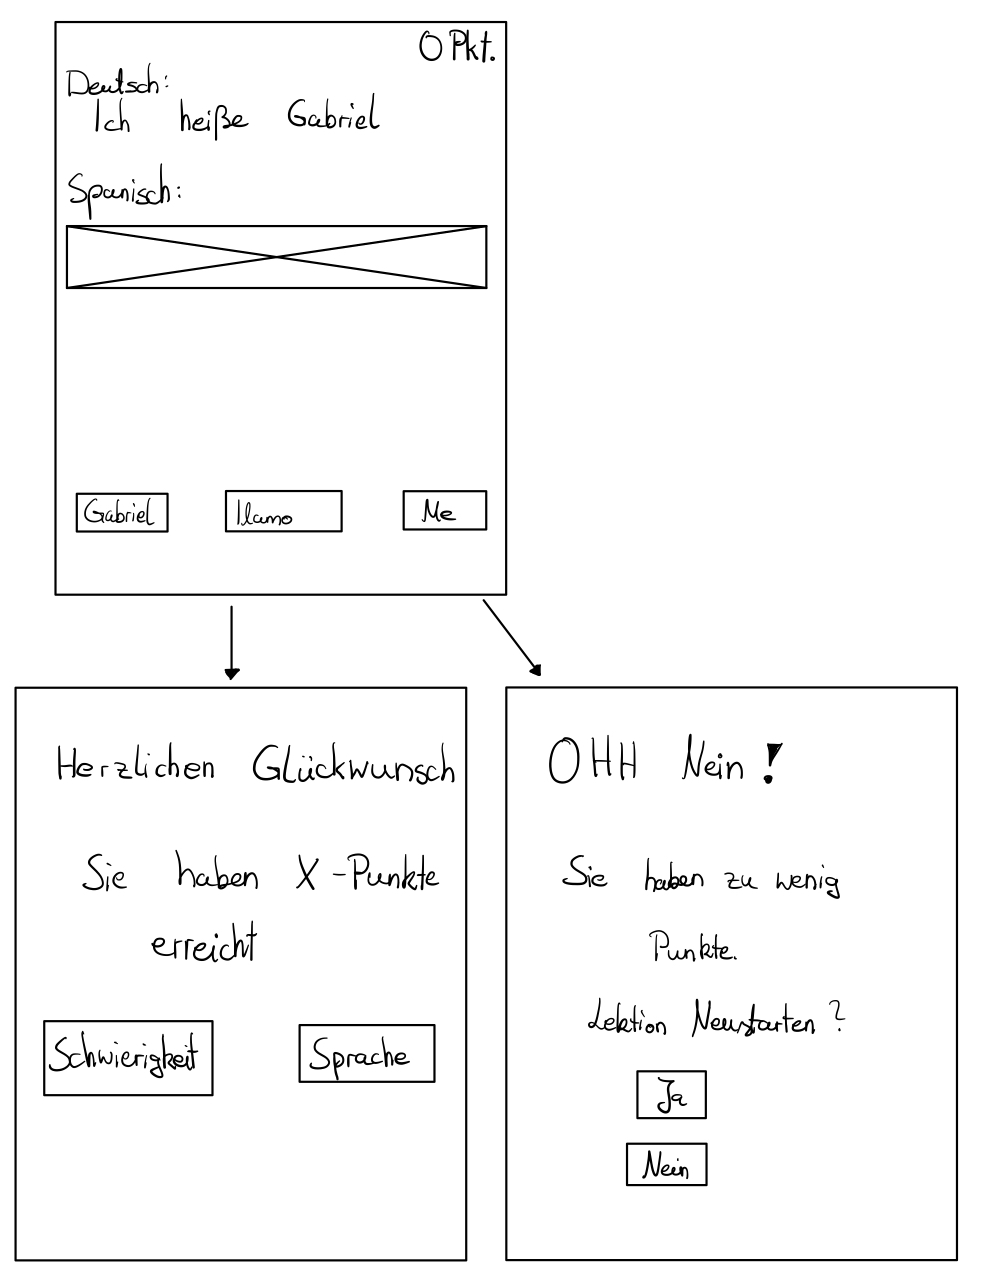 0 Pkt.
Deutsch:
Ich heiße Gabriel
Spanisch:
Gabriel
llamo
Me
Herzlichen Glückwunsch
Sie haben X-Punkte
erreicht
Schwierigkeit
Sprache
OHH Nein!
Sie haben zu wenig
Punkte.
Lektion Neustarten?
Ja
Nein